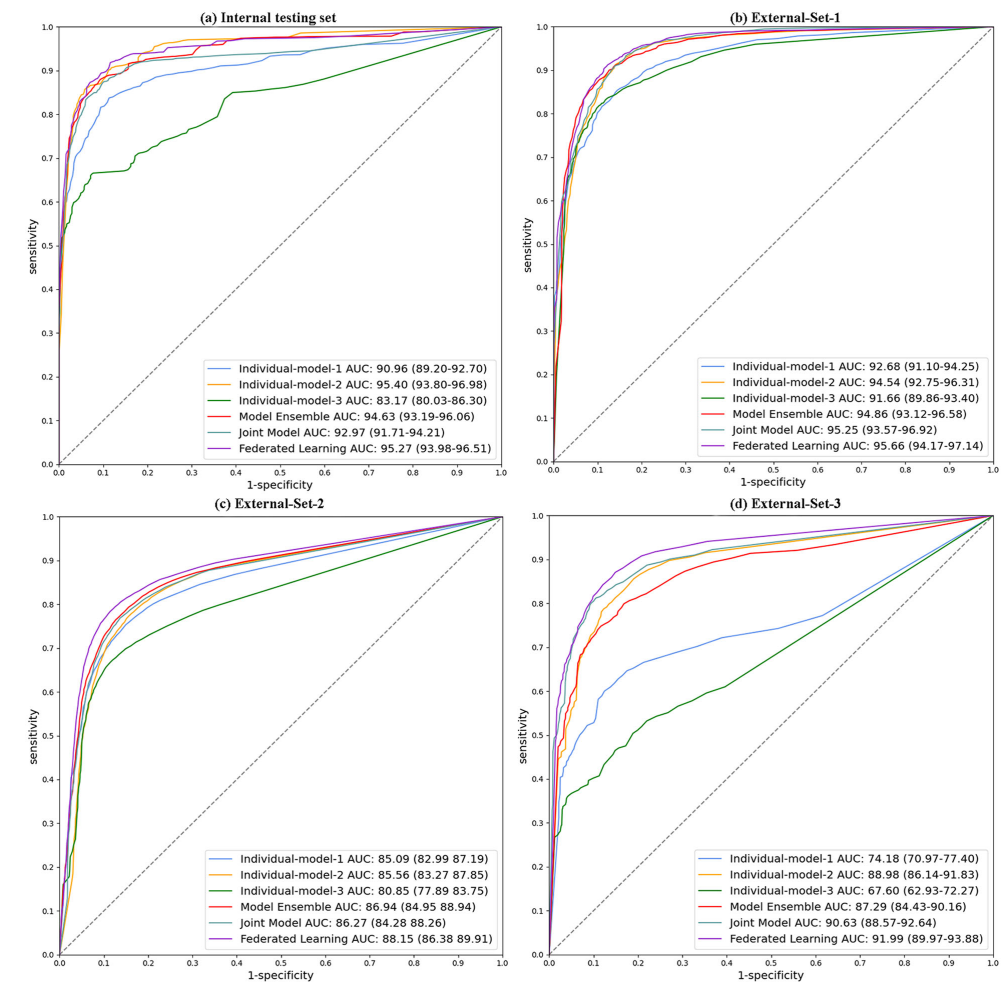 (a) Internal testing set
1.0
0.9
0.8
0.7
0.6
0.5
0.4
0.3
0.2
0.1
0.0
sensitivity
Individual-model-1 AUC: 90.96 (89.20-92.70)
Individual-model-2 AUC: 95.40 (93.80-96.98)
Individual-model-3 AUC: 83.17 (80.03-86.30)
Model Ensemble AUC: 94.63 (93.19-96.06)
Joint Model AUC: 92.97 (91.71-94.21)
Federated Learning AUC: 95.27 (93.98-96.51)
0.0 0.1 0.2 0.3 0.4 0.5 0.6 0.7 0.8 0.9 1.0
1-specificity
(b) External-Set-1
1.0
0.9
0.8
0.7
0.6
0.5
0.4
0.3
0.2
0.1
0.0
sensitivity
Individual-model-1 AUC: 92.68 (91.10-94.25)
Individual-model-2 AUC: 94.54 (92.75-96.31)
Individual-model-3 AUC: 91.66 (89.86-93.40)
Model Ensemble AUC: 94.86 (93.12-96.58)
Joint Model AUC: 95.25 (93.57-96.92)
Federated Learning AUC: 95.66 (94.17-97.14)
0.0 0.1 0.2 0.3 0.4 0.5 0.6 0.7 0.8 0.9 1.0
1-specificity
(c) External-Set-2
1.0
0.9
0.8
0.7
0.6
0.5
0.4
0.3
0.2
0.1
0.0
sensitivity
Individual-model-1 AUC: 85.09 (82.99 87.19)
Individual-model-2 AUC: 85.56 (83.27 87.85)
Individual-model-3 AUC: 80.85 (77.89 83.75)
Model Ensemble AUC: 86.94 (84.95 88.94)
Joint Model AUC: 86.27 (84.28 88.26)
Federated Learning AUC: 88.15 (86.38 89.91)
0.0 0.1 0.2 0.3 0.4 0.5 0.6 0.7 0.8 0.9 1.0
1-specificity
(d) External-Set-3
1.0
0.9
0.8
0.7
0.6
0.5
0.4
0.3
0.2
0.1
0.0
sensitivity
Individual-model-1 AUC: 74.18 (70.97-77.40)
Individual-model-2 AUC: 88.98 (86.14-91.83)
Individual-model-3 AUC: 67.60 (62.93-72.27)
Model Ensemble AUC: 87.29 (84.43-90.16)
Joint Model AUC: 90.63 (88.57-92.64)
Federated Learning AUC: 91.99 (89.97-93.88)
0.0 0.1 0.2 0.3 0.4 0.5 0.6 0.7 0.8 0.9 1.0
1-specificity